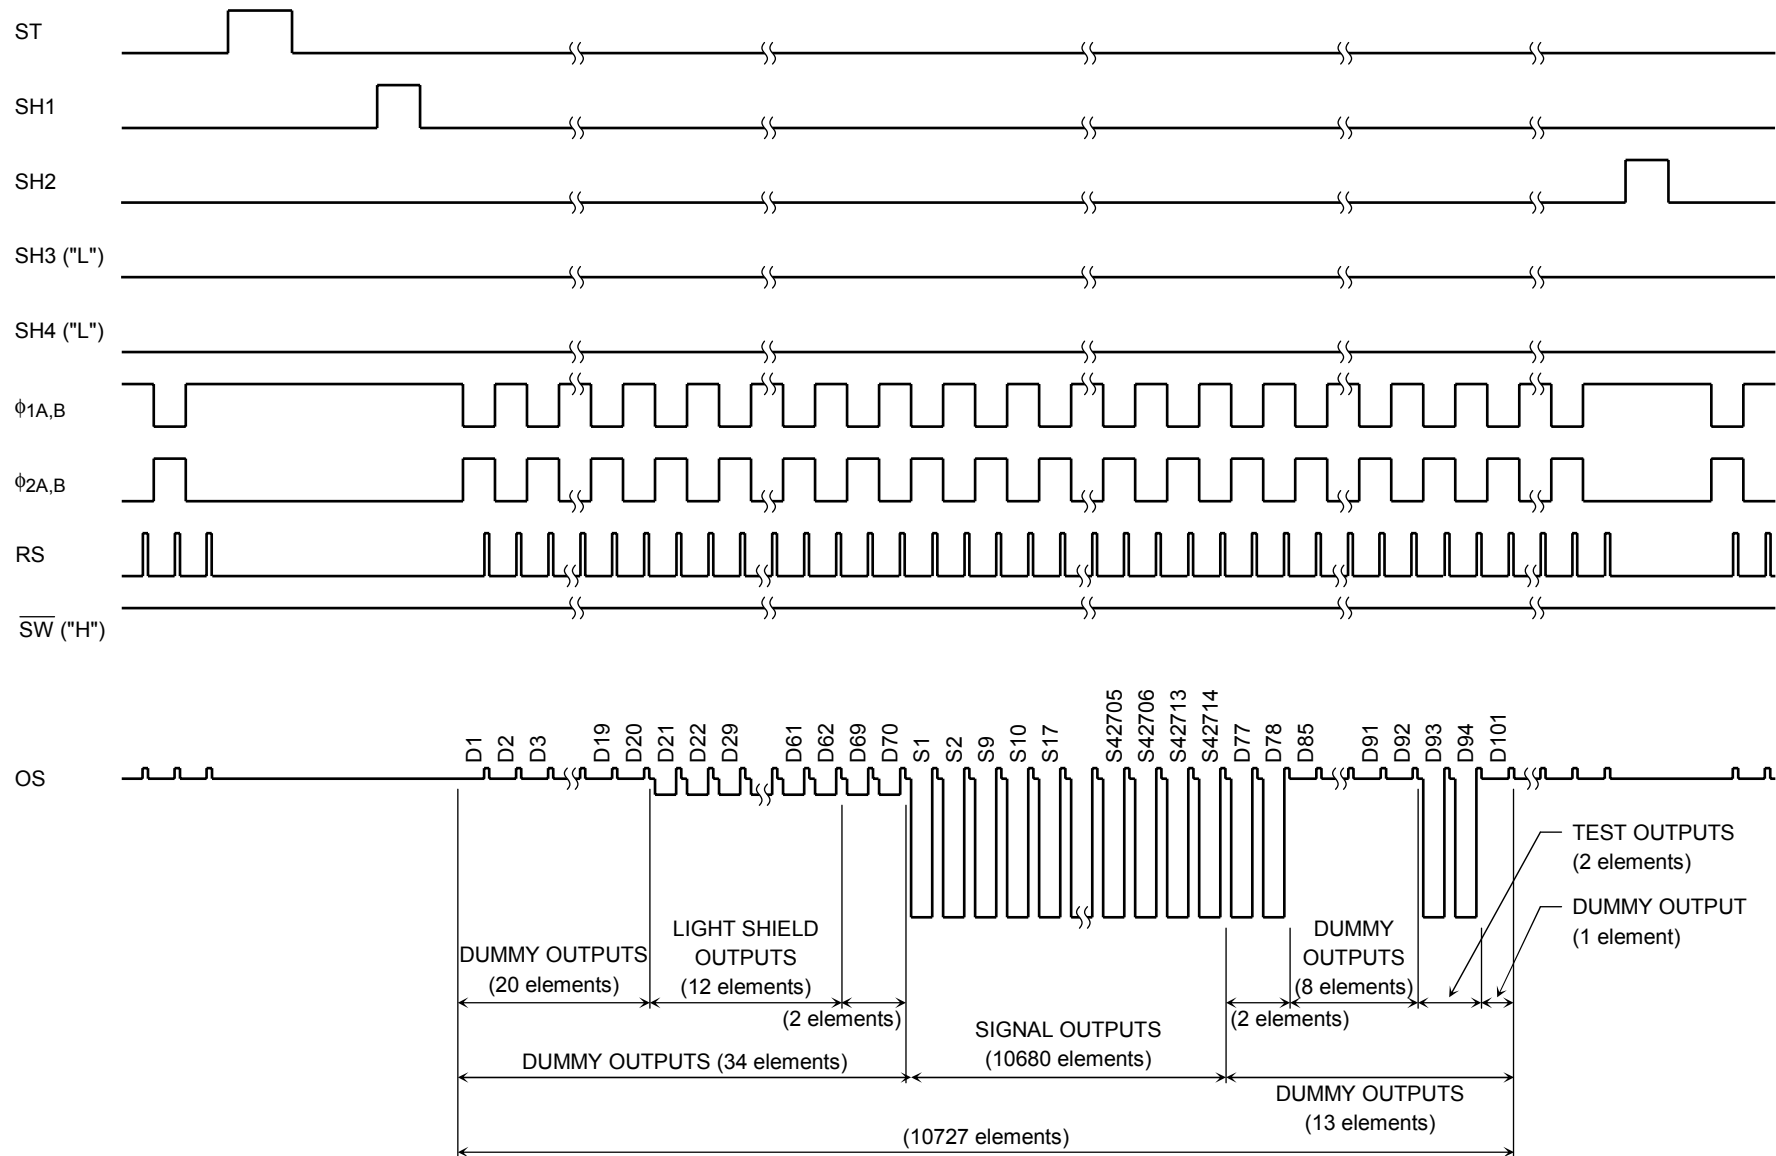 ST
SH1
SH2
SH3 ("L")
SH4 ("L")
ϕ1A,B
ϕ2A,B
RS
S̅W̅ ("H")
OS
D1
D2
D3
D19
D20
D21
D22
D29
D61
D62
D69
D70
S1
S2
S9
S10
S17
S42705
S42706
S42713
S42714
D77
D78
D85
D91
D92
D93
D94
D101
TEST OUTPUTS
(2 elements)
DUMMY OUTPUT
(1 element)
DUMMY OUTPUTS
(20 elements)
LIGHT SHIELD
OUTPUTS
(12 elements)
(2 elements)
DUMMY
OUTPUTS
(8 elements)
(2 elements)
SIGNAL OUTPUTS
(10680 elements)
DUMMY OUTPUTS (34 elements)
DUMMY OUTPUTS
(13 elements)
(10727 elements)